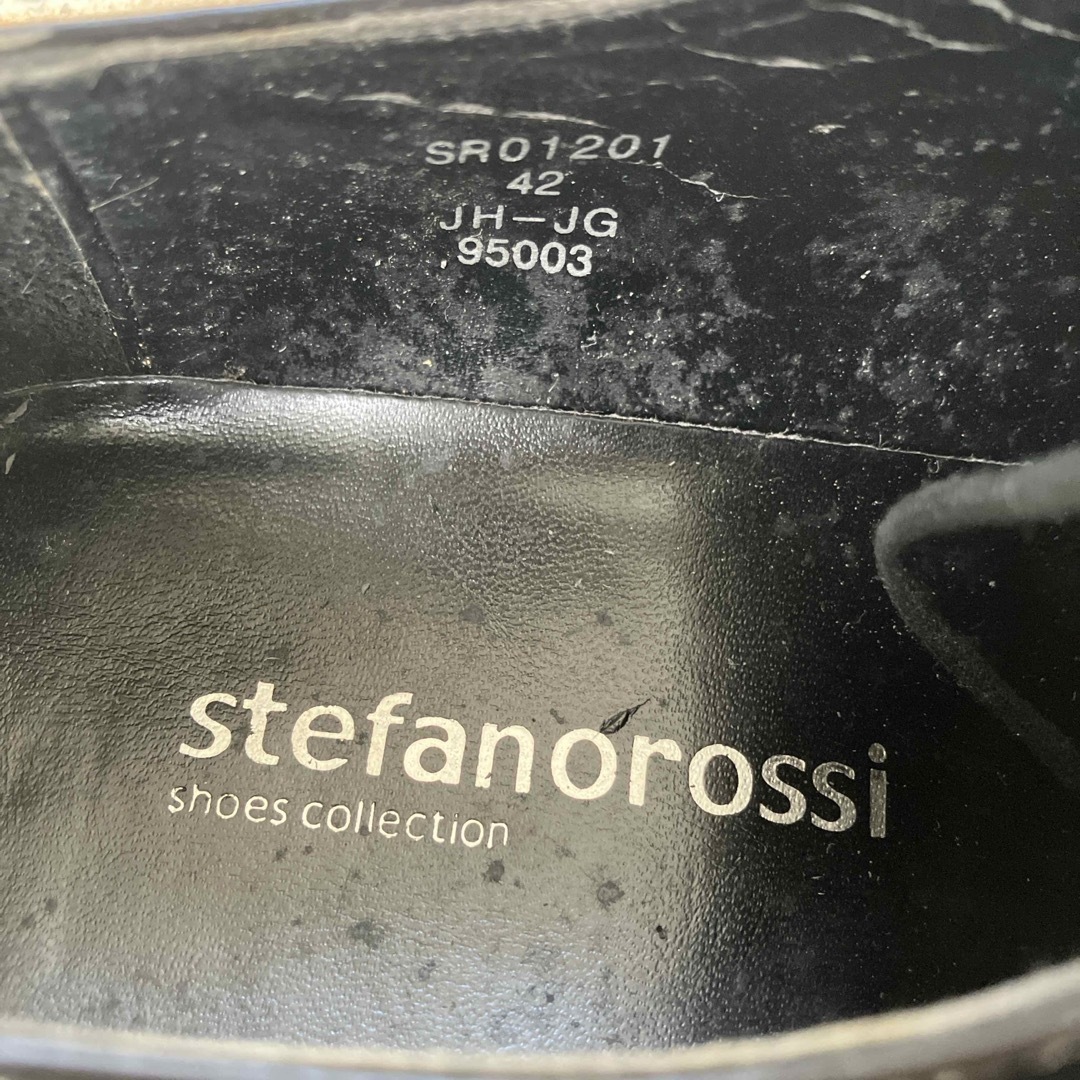 SR01201
42
JH-JG
95003
stefanorossi
shoes collection